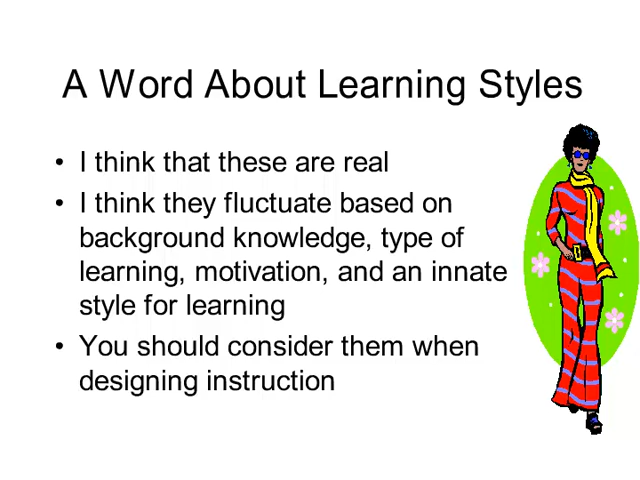 A Word About Learning Styles
• I think that these are real
• I think they fluctuate based on
background knowledge, type of
learning, motivation, and an innate
style for learning
• You should consider them when
designing instruction